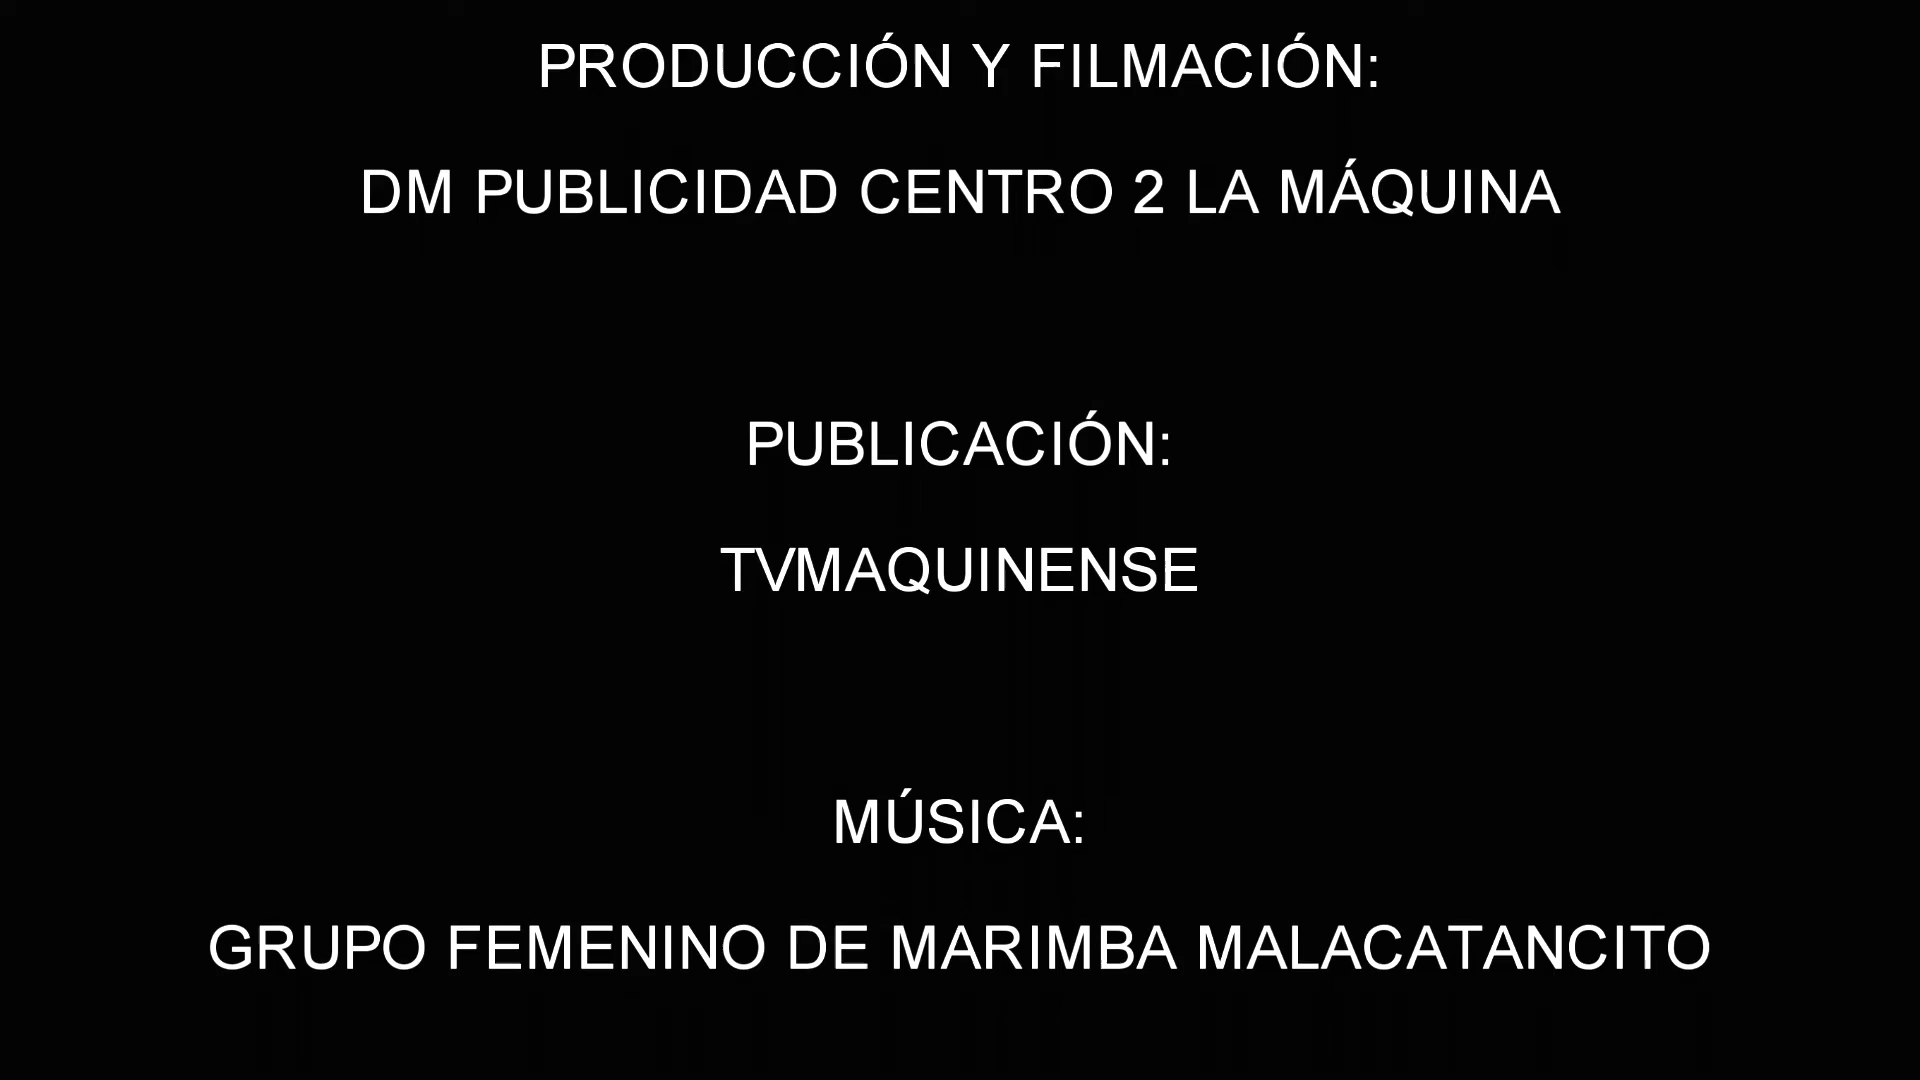 PRODUCCIÓN Y FILMACIÓN:
DM PUBLICIDAD CENTRO 2 LA MÁQUINA
PUBLICACIÓN:
TVMAQUINENSE
MÚSICA:
GRUPO FEMENINO DE MARIMBA MALACATANCITO